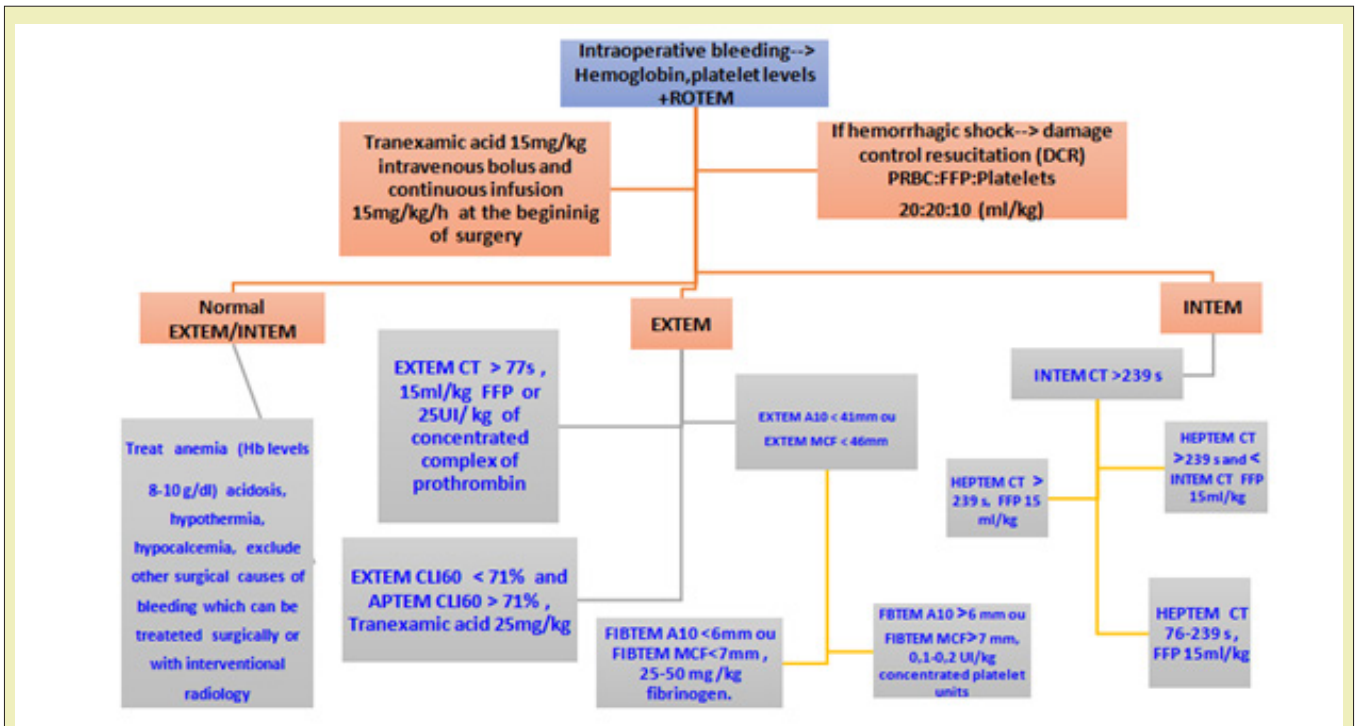 Intraoperative bleeding-->
Hemoglobin,platelet levels
+ROTEM
Tranexamic acid 15mg/kg
intravenous bolus and
continuous infusion
15mg/kg/h at the begininig
of surgery
If hemorrhagic shock--> damage
control resucitation (DCR)
PRBC:FFP:Platelets
20:20:10 (ml/kg)
Normal
EXTEM/INTEM
EXTEM
INTEM
Treat anemia (Hb levels
8-10 g/dl) acidosis,
hypothermia,
hypocalcemia, exclude
other surgical causes of
bleeding which can be
treateted surgically or
with interventional
radiology
EXTEM CT > 77s ,
15ml/kg FFP or
25UI/ kg of
concentrated
complex of
prothrombin
EXTEM CLI60 < 71% and
APTEM CLI60 > 71% ,
Tranexamic acid 25mg/kg
EXTEM A10 < 41mm ou
EXTEM MCF < 46mm
FIBTEM A10 <6mm ou
FIBTEM MCF<7mm ,
25-50 mg /kg
fibrinogen.
FBTEM A10 >6 mm ou
FIBTEM MCF>7 mm,
0,1-0,2 UI/kg
concentrated platelet
units
INTEM CT >239 s
HEPTEM CT >
239 s, FFP 15
ml/kg
HEPTEM CT
>239 s and <
INTEM CT FFP
15ml/kg
HEPTEM CT
76-239 s ,
FFP 15ml/kg